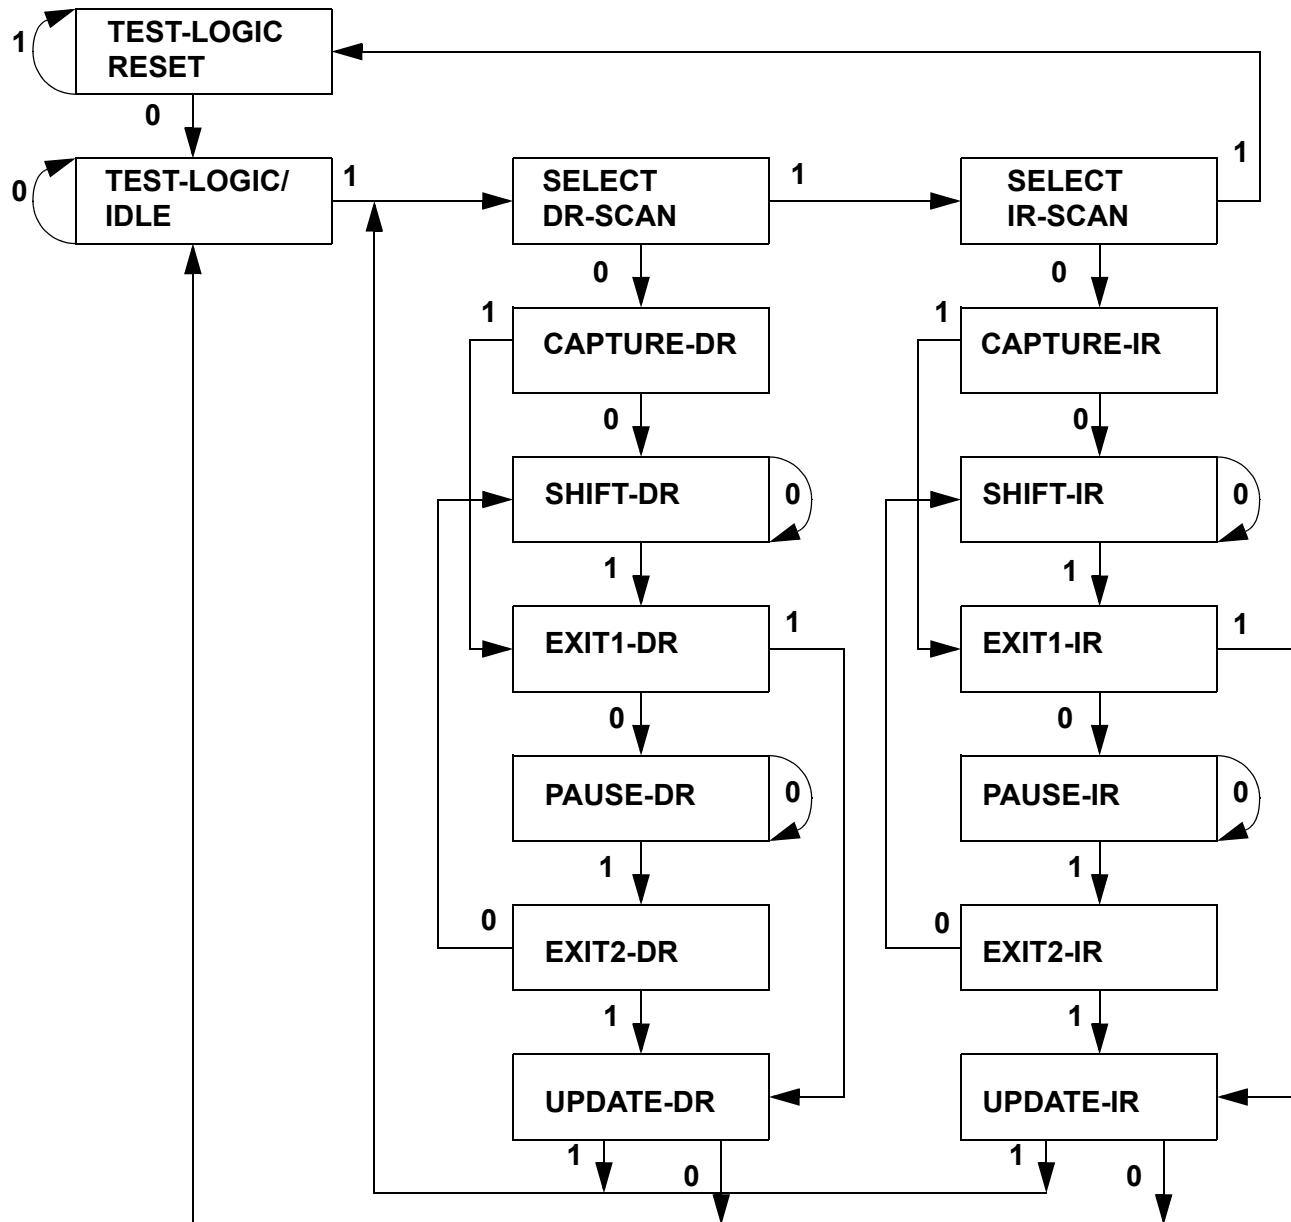 TEST-LOGIC
RESET
1
0
TEST-LOGIC/
IDLE
0
1
SELECT
DR-SCAN
1
SELECT
IR-SCAN
1
0
0
1
CAPTURE-DR
1
CAPTURE-IR
0
0
SHIFT-DR
0
SHIFT-IR
0
1
1
EXIT1-DR
1
EXIT1-IR
1
0
0
PAUSE-DR
0
PAUSE-IR
0
1
1
0
EXIT2-DR
0
EXIT2-IR
1
1
UPDATE-DR
UPDATE-IR
1
0
1
0